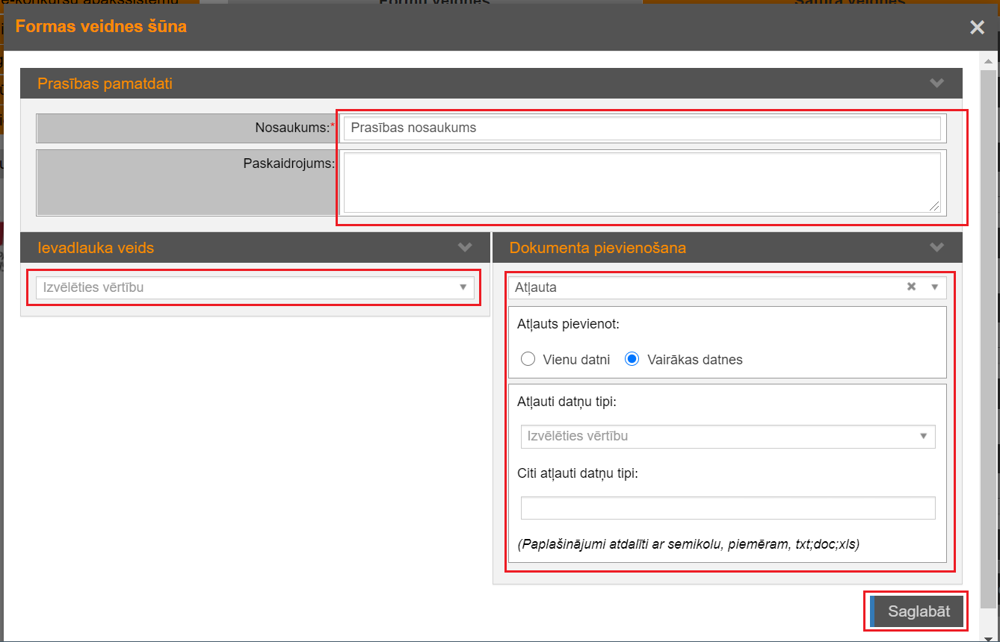 Formas veidnes šūna
Prasības pamatdati
Nosaukums:*
Prasības nosaukums
Paskaidrojums:
Ievadlauka veids
Izvēlēties vērtību
Dokumenta pievienošana
Atļauta
Atļauts pievienot:
Vienu datni Vairākas datnes
Atļauti datņu tipi:
Izvēlēties vērtību
Citi atļauti datņu tipi:
(Paplašinājumi atdalīti ar semikolu, piemēram, txt;doc;xls)
Saglabāt